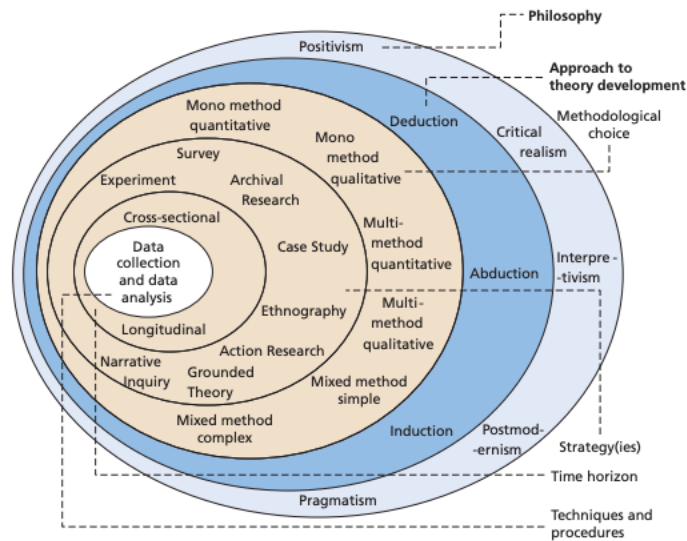 Philosophy
Positivism
Approach to
theory development
Mono method
quantitative
Deduction
Methodological
choice
Critical
realism
Mono
method
qualitative
Survey
Experiment
Archival
Research
Cross-sectional
Multi-
method
quantitative
Case Study
Data
collection
and data
analysis
Abduction
Interpre-
-tivism
Ethnography
Multi-
method
qualitative
Longitudinal
Action Research
Narrative
Inquiry
Grounded
Theory
Mixed method
simple
Mixed method
complex
Induction
Postmod-
-ernism
Strategy(ies)
Time horizon
Pragmatism
Techniques and
procedures